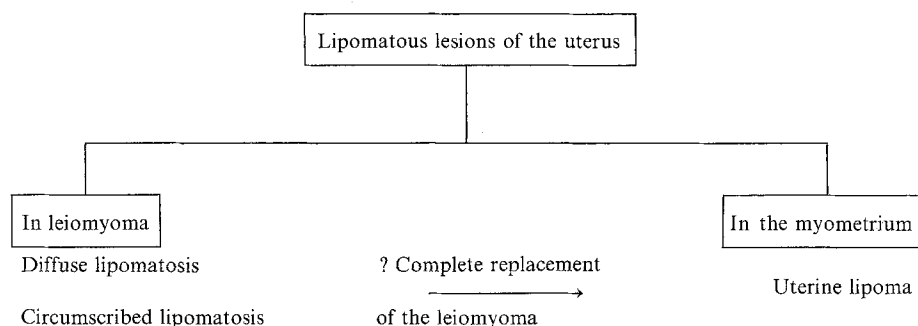 Lipomatous lesions of the uterus
In leiomyoma
In the myometrium
Diffuse lipomatosis
? Complete replacement
Uterine lipoma
Circumscribed lipomatosis
of the leiomyoma